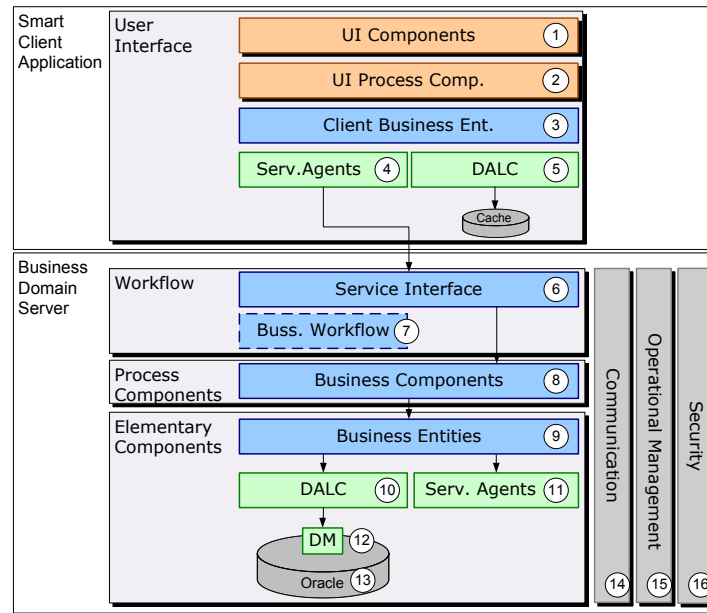 Smart
Client
Application
User
Interface
UI Components 1
UI Process Comp. 2
Client Business Ent. 3
Serv.Agents 4
DALC 5
Cache
Business
Domain
Server
Workflow
Service Interface 6
Buss. Workflow 7
Process
Components
Business Components 8
Elementary
Components
Business Entities 9
DALC 10
Serv. Agents 11
DM 12
Oracle 13
Communication
14
Operational Management
15
Security
16